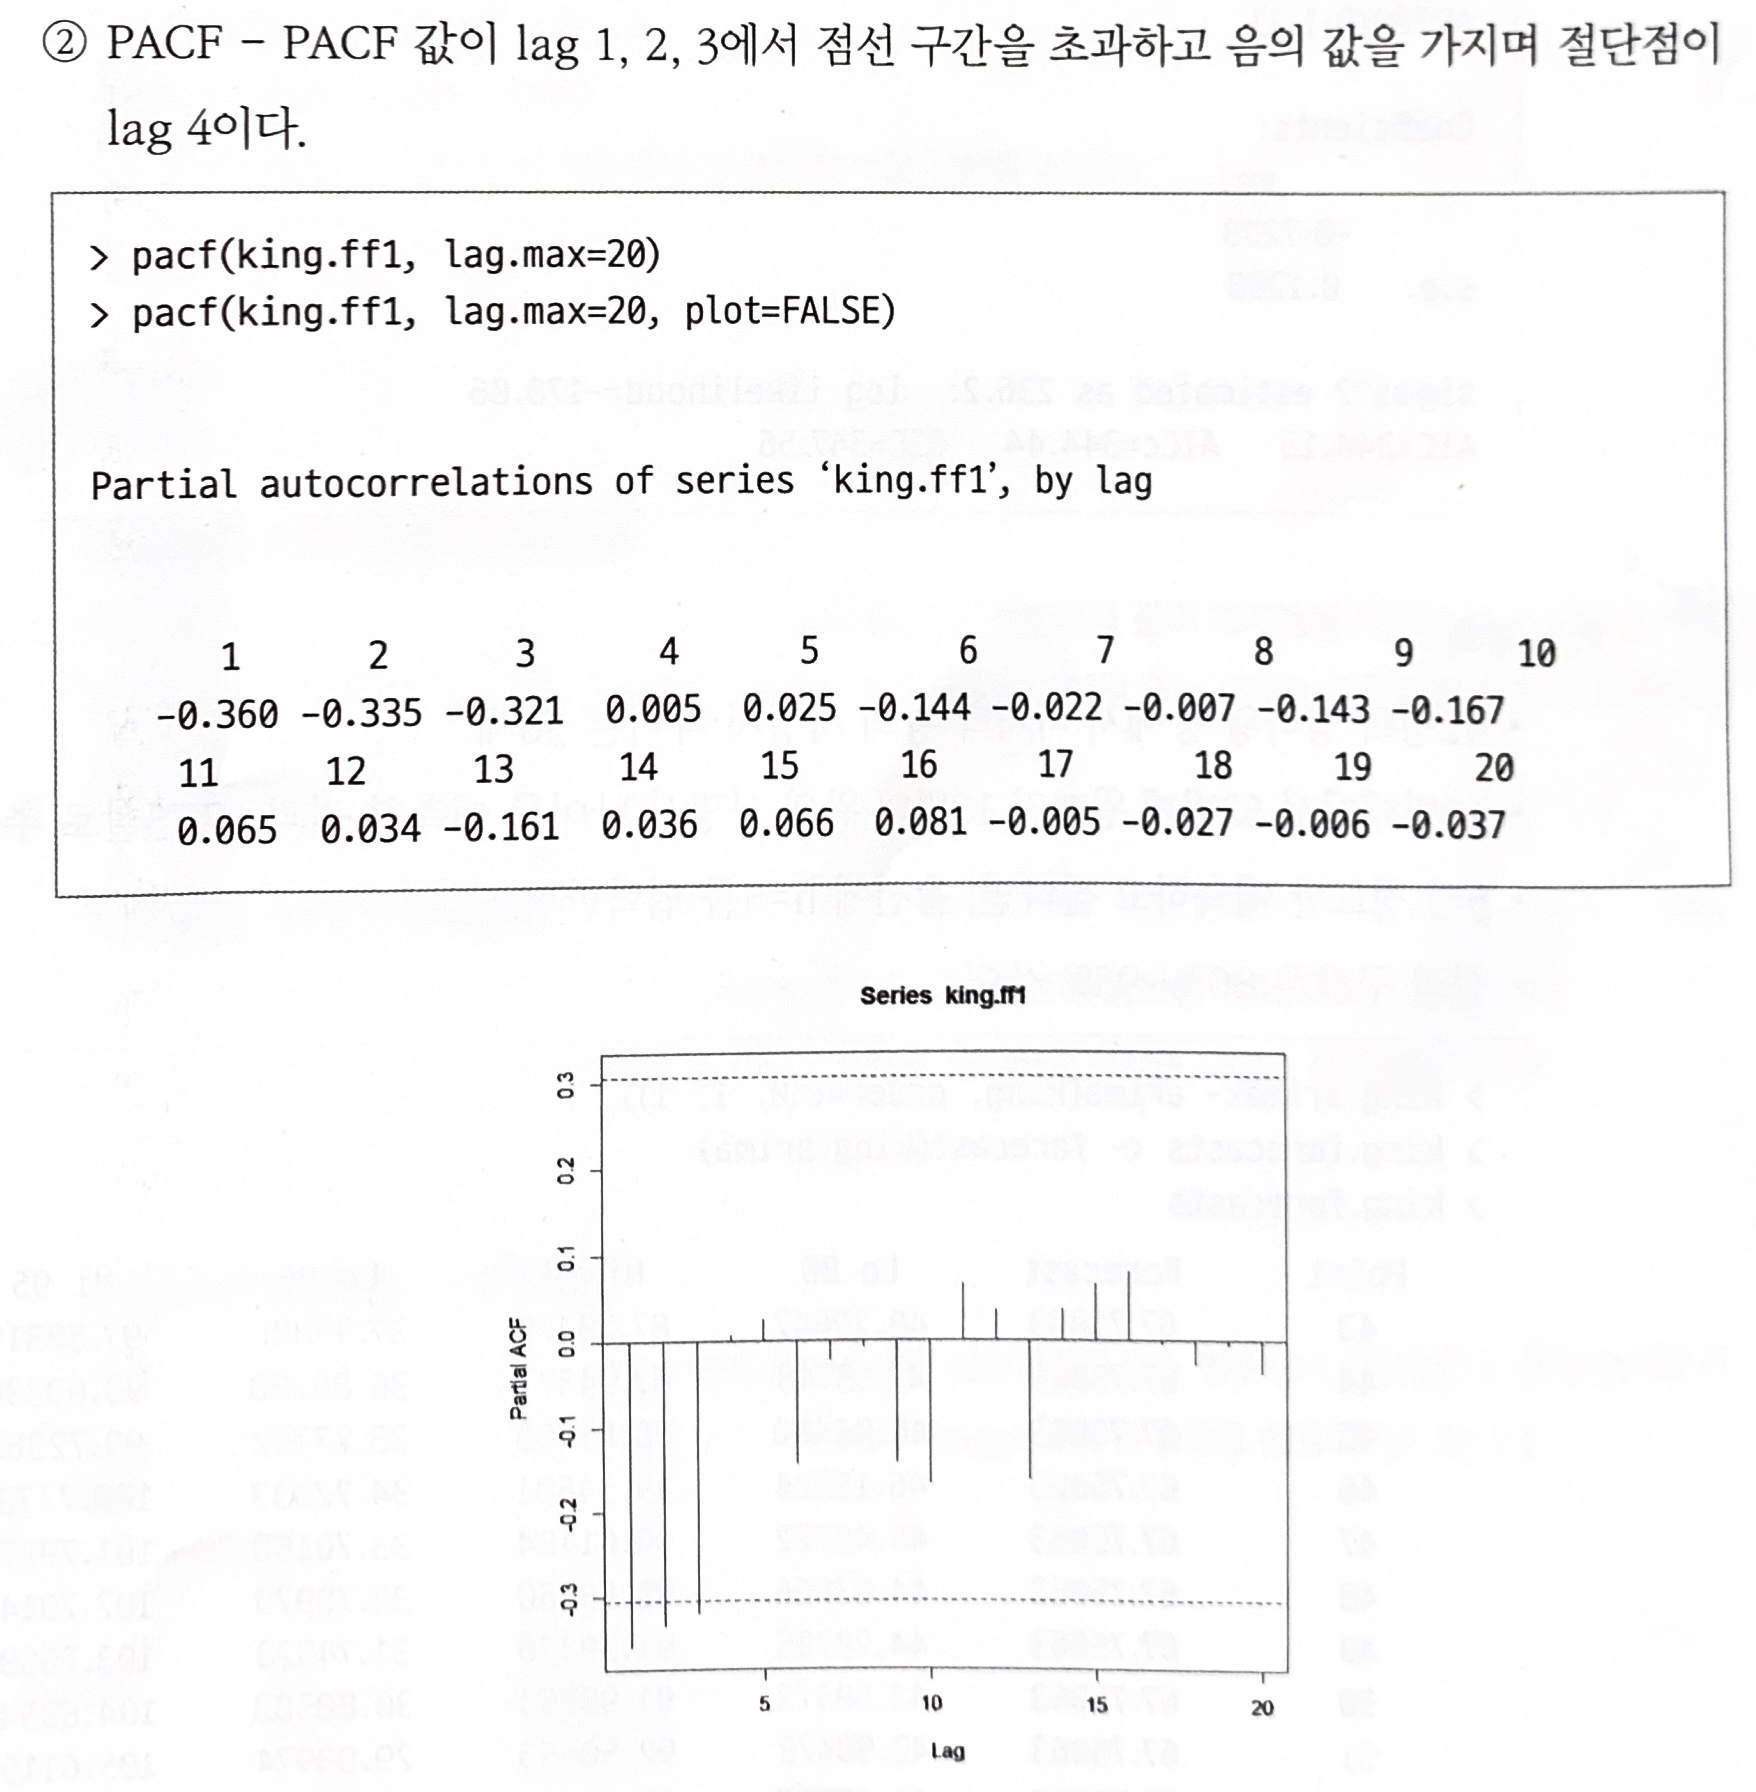 ② PACF – PACF 값이 lag 1, 2, 3에서 점선 구간을 초과하고 음의 값을 가지며 절단점이
lag 4이다.
> pacf(king.ff1, lag.max=20)
> pacf(king.ff1, lag.max=20, plot=FALSE)
Partial autocorrelations of series ‘king.ff1’, by lag
1 2 3 4 5 6 7 8 9 10
-0.360 -0.335 -0.321 0.005 0.025 -0.144 -0.022 -0.007 -0.143 -0.167
11 12 13 14 15 16 17 18 19 20
0.065 0.034 -0.161 0.036 0.066 0.081 -0.005 -0.027 -0.006 -0.037
Series king.ff1
0.3
0.2
0.1
0.0
-0.1
-0.2
-0.3
Partial ACF
5 10 15 20
Lag